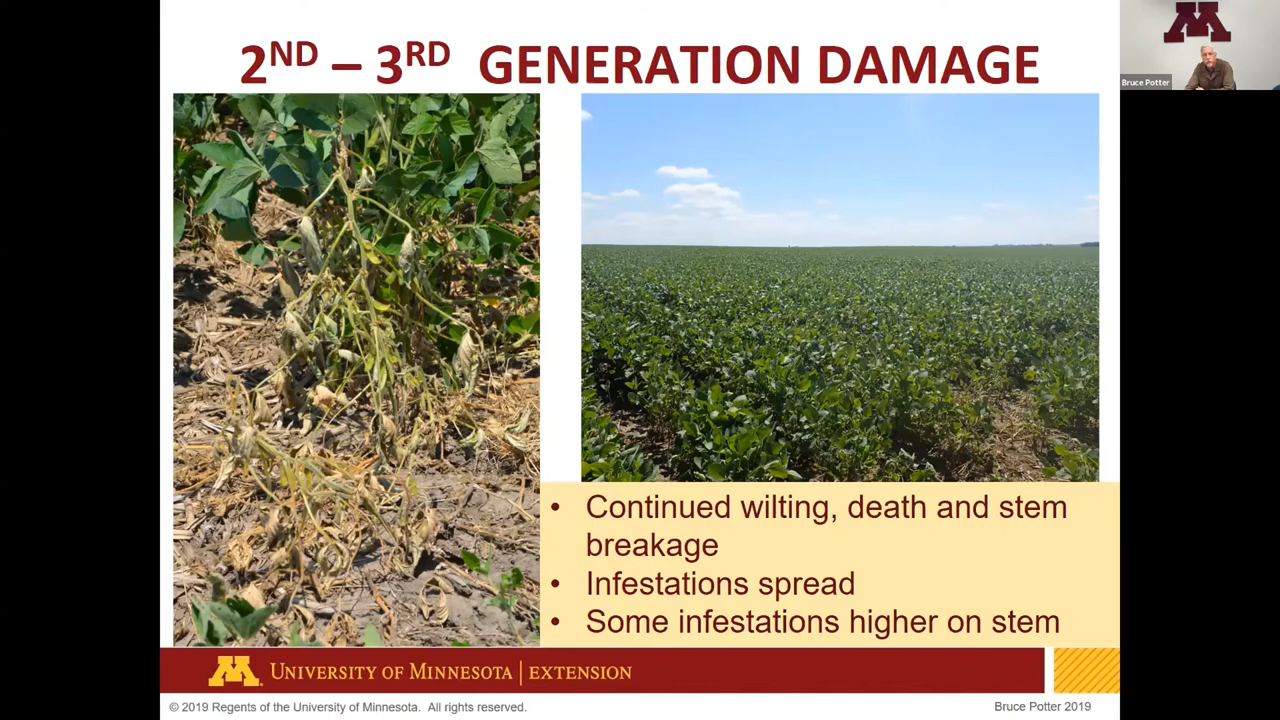 2ND – 3RD GENERATION DAMAGE
Bruce Potter
• Continued wilting, death and stem
breakage
• Infestations spread
• Some infestations higher on stem
M
UNIVERSITY OF MINNESOTA | EXTENSION
© 2019 Regents of the University of Minnesota. All rights reserved.
Bruce Potter 2019